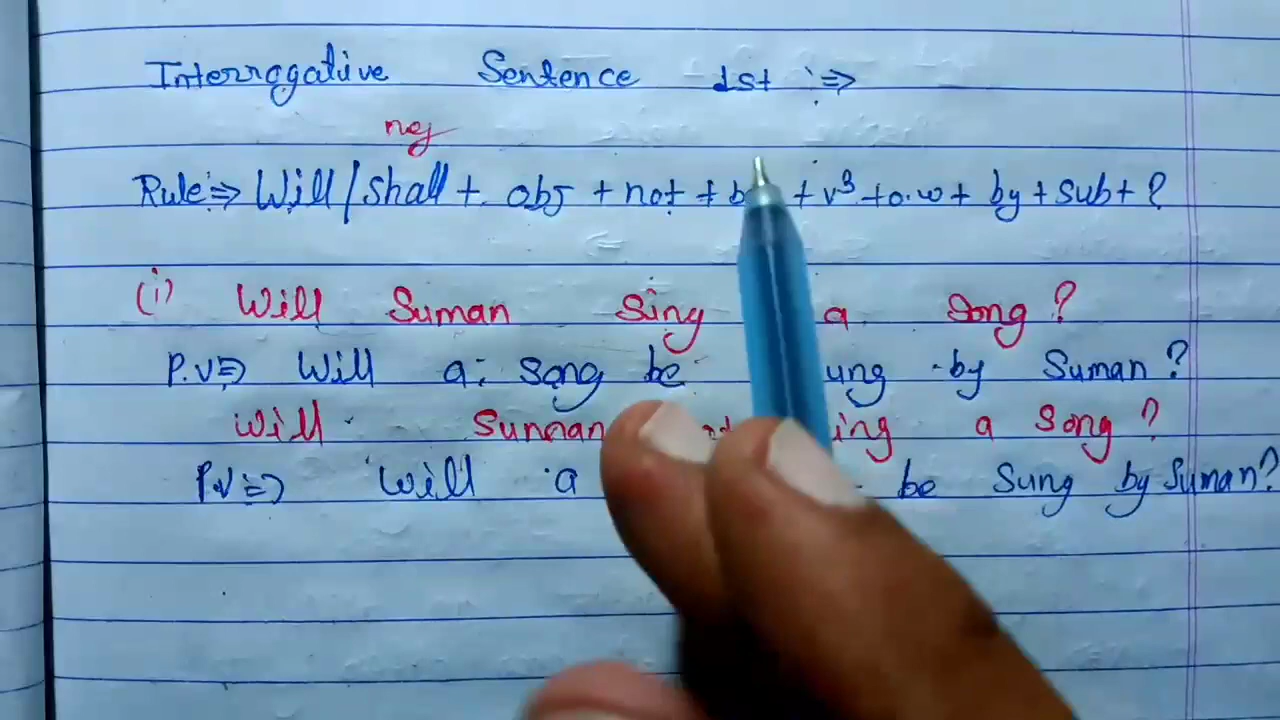 Interrogative Sentence 1st :⇒
neg
Rule:⇒ Will/Shall + obj + not + b + v³ + o.w + by + Sub + ?
(i) Will Suman Sing a Song?
P.V⇒ Will a Song be ung by Suman?
Will Suman ing a Song?
P.V⇒ Will a be Sung by Suman?